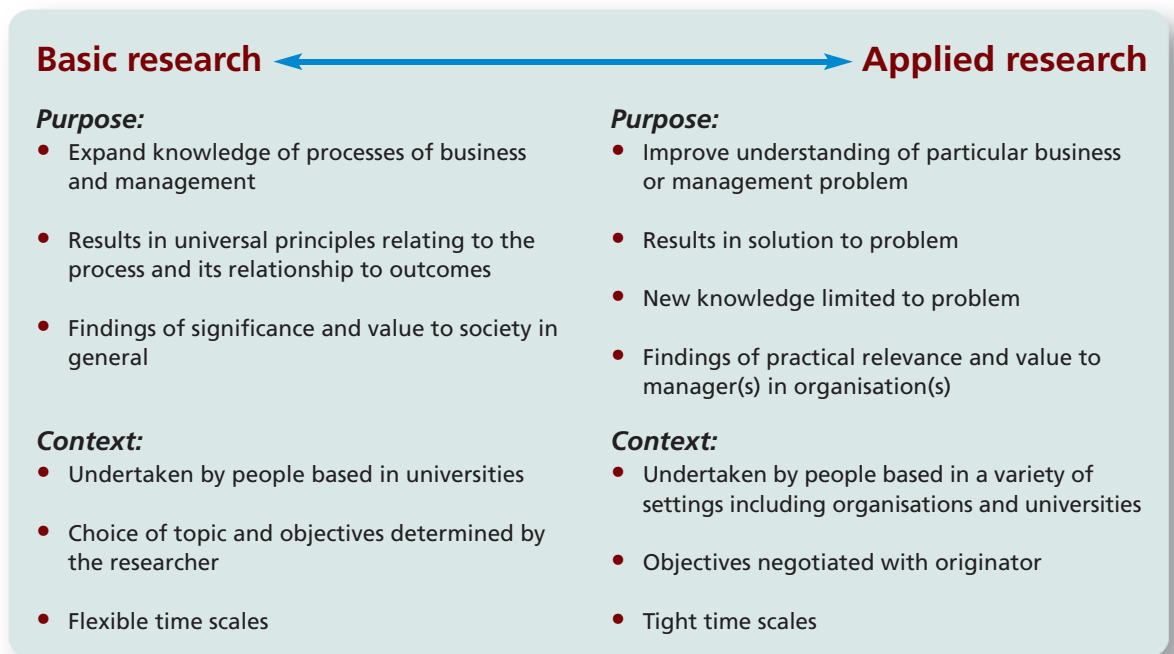 Basic research
Applied research
Purpose:
• Expand knowledge of processes of business
and management
• Results in universal principles relating to the
process and its relationship to outcomes
• Findings of significance and value to society in
general
Context:
• Undertaken by people based in universities
• Choice of topic and objectives determined by
the researcher
• Flexible time scales
Purpose:
• Improve understanding of particular business
or management problem
• Results in solution to problem
• New knowledge limited to problem
• Findings of practical relevance and value to
manager(s) in organisation(s)
Context:
• Undertaken by people based in a variety of
settings including organisations and universities
• Objectives negotiated with originator
• Tight time scales